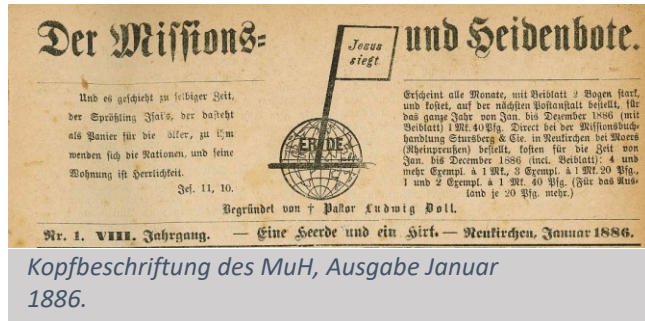 Der Missions=
Jesus
siegt
und Heidenbote.
Und es geschieht zu selbiger Zeit,
der Sprößling Isai's, der dasteht
als Panier für die ölker, zu ihm
wenden sich die Nationen, und seine
Wohnung ist Herrlichkeit.
Jes. 11, 10.
ERDE
Erscheint alle Monate, mit Beiblatt 2 Bogen stark,
und kostet, auf der nächsten Postanstalt bestellt, für
das ganze Jahr von Jan. bis Dezember 1886 (mit
Beiblatt) 1 Mk. 40 Pfg. Direct bei der Missionsbuch-
handlung Stursberg & Cie. in Neukirchen bei Moers
(Rheinpreußen) bestellt, kosten für die Zeit von
Jan. bis December 1886 (incl. Beiblatt): 4 und
mehr Exempl. à 1 Mk., 3 Exempl. à 1 Mk. 20 Pfg.,
1 und 2 Exempl. à 1 Mk. 40 Pfg. (Für das Aus-
land je 20 Pfg. mehr.)
Begründet von † Pastor Ludwig Doll.
Nr. 1. VIII. Jahrgang. — Eine Heerde und ein Hirt. — Neukirchen, Januar 1886.
Kopfbeschriftung des MuH, Ausgabe Januar
1886.